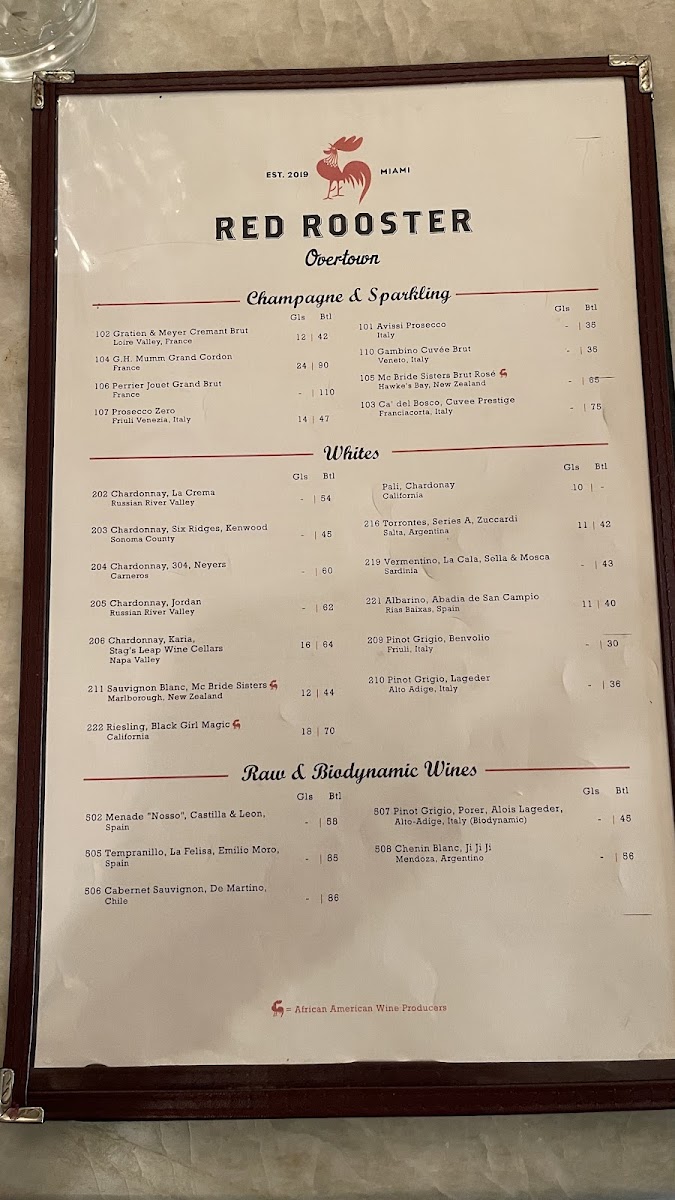 EST. 2019 MIAMI
RED ROOSTER
Overtown
Champagne & Sparkling
Gls Btl
102 Gratien & Meyer Cremant Brut 12 | 42
Loire Valley, France
104 G.H. Mumm Grand Cordon 24 | 90
France
106 Perrier Jouet Grand Brut - | 110
France
107 Prosecco Zero 14 | 47
Friuli Venezia, Italy
Gls Btl
101 Avissi Prosecco - | 35
Italy
110 Gambino Cuvée Brut - | 36
Veneto, Italy
105 Mc Bride Sisters Brut Rosé - | 65
Hawke's Bay, New Zealand
103 Ca' del Bosco, Cuvee Prestige - | 75
Franciacorta, Italy
Whites
Gls Btl
202 Chardonnay, La Crema - | 54
Russian River Valley
203 Chardonnay, Six Ridges, Kenwood - | 45
Sonoma County
204 Chardonnay, 304, Neyers - | 60
Carneros
205 Chardonnay, Jordan - | 62
Russian River Valley
206 Chardonnay, Karia, 16 | 64
Stag's Leap Wine Cellars
Napa Valley
211 Sauvignon Blanc, Mc Bride Sisters 12 | 44
Marlborough, New Zealand
222 Riesling, Black Girl Magic 18 | 70
California
Gls Btl
Pali, Chardonay 10 | -
California
216 Torrontes, Series A, Zuccardi 11 | 42
Salta, Argentina
219 Vermentino, La Cala, Sella & Mosca - | 43
Sardinia
221 Albarino, Abadia de San Campio 11 | 40
Rias Baixas, Spain
209 Pinot Grigio, Benvolio - | 30
Friuli, Italy
210 Pinot Grigio, Lageder - | 36
Alto Adige, Italy
Raw & Biodynamic Wines
Gls Btl
502 Menade "Nosso", Castilla & Leon, - | 58
Spain
505 Tempranillo, La Felisa, Emilio Moro, - | 85
Spain
506 Cabernet Sauvignon, De Martino, - | 86
Chile
Gls Btl
507 Pinot Grigio, Porer, Alois Lageder, - | 45
Alto-Adige, Italy (Biodynamic)
508 Chenin Blanc, Ji Ji Ji - | 56
Mendoza, Argentino
= African American Wine Producers